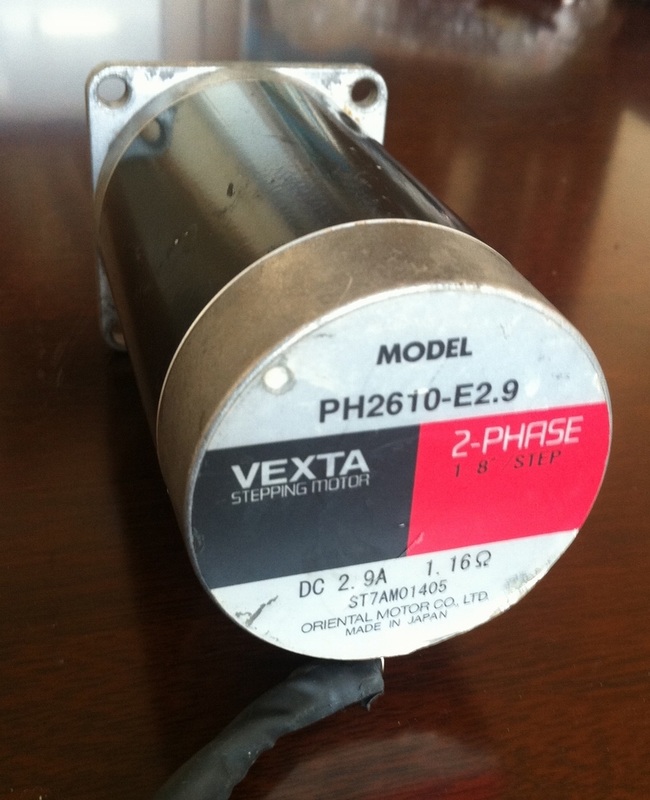 MODEL
PH2610-E2.9
VEXTA
STEPPING MOTOR
2-PHASE
1 8° STEP
DC 2.9A 1.16Ω
ST7AM01405
ORIENTAL MOTOR CO., LTD.
MADE IN JAPAN